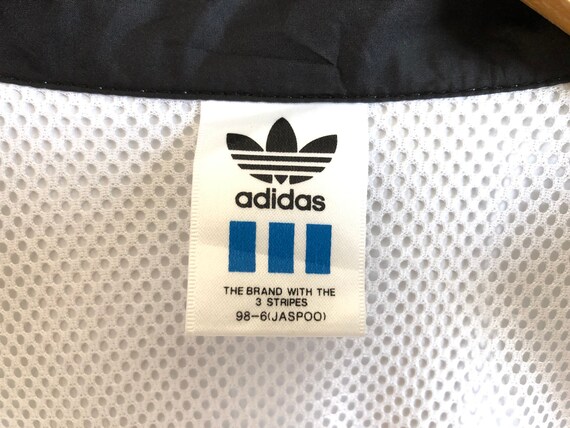 adidas
THE BRAND WITH THE
3 STRIPES
98-6(JASPOO)